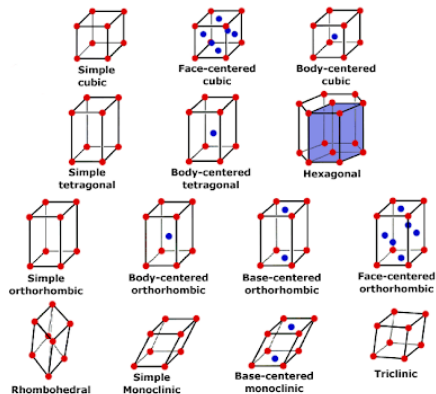 Simple
cubic
Face-centered
cubic
Body-centered
cubic
Simple
tetragonal
Body-centered
tetragonal
Hexagonal
Simple
orthorhombic
Body-centered
orthorhombic
Base-centered
orthorhombic
Face-centered
orthorhombic
Rhombohedral
Simple
Monoclinic
Base-centered
monoclinic
Triclinic